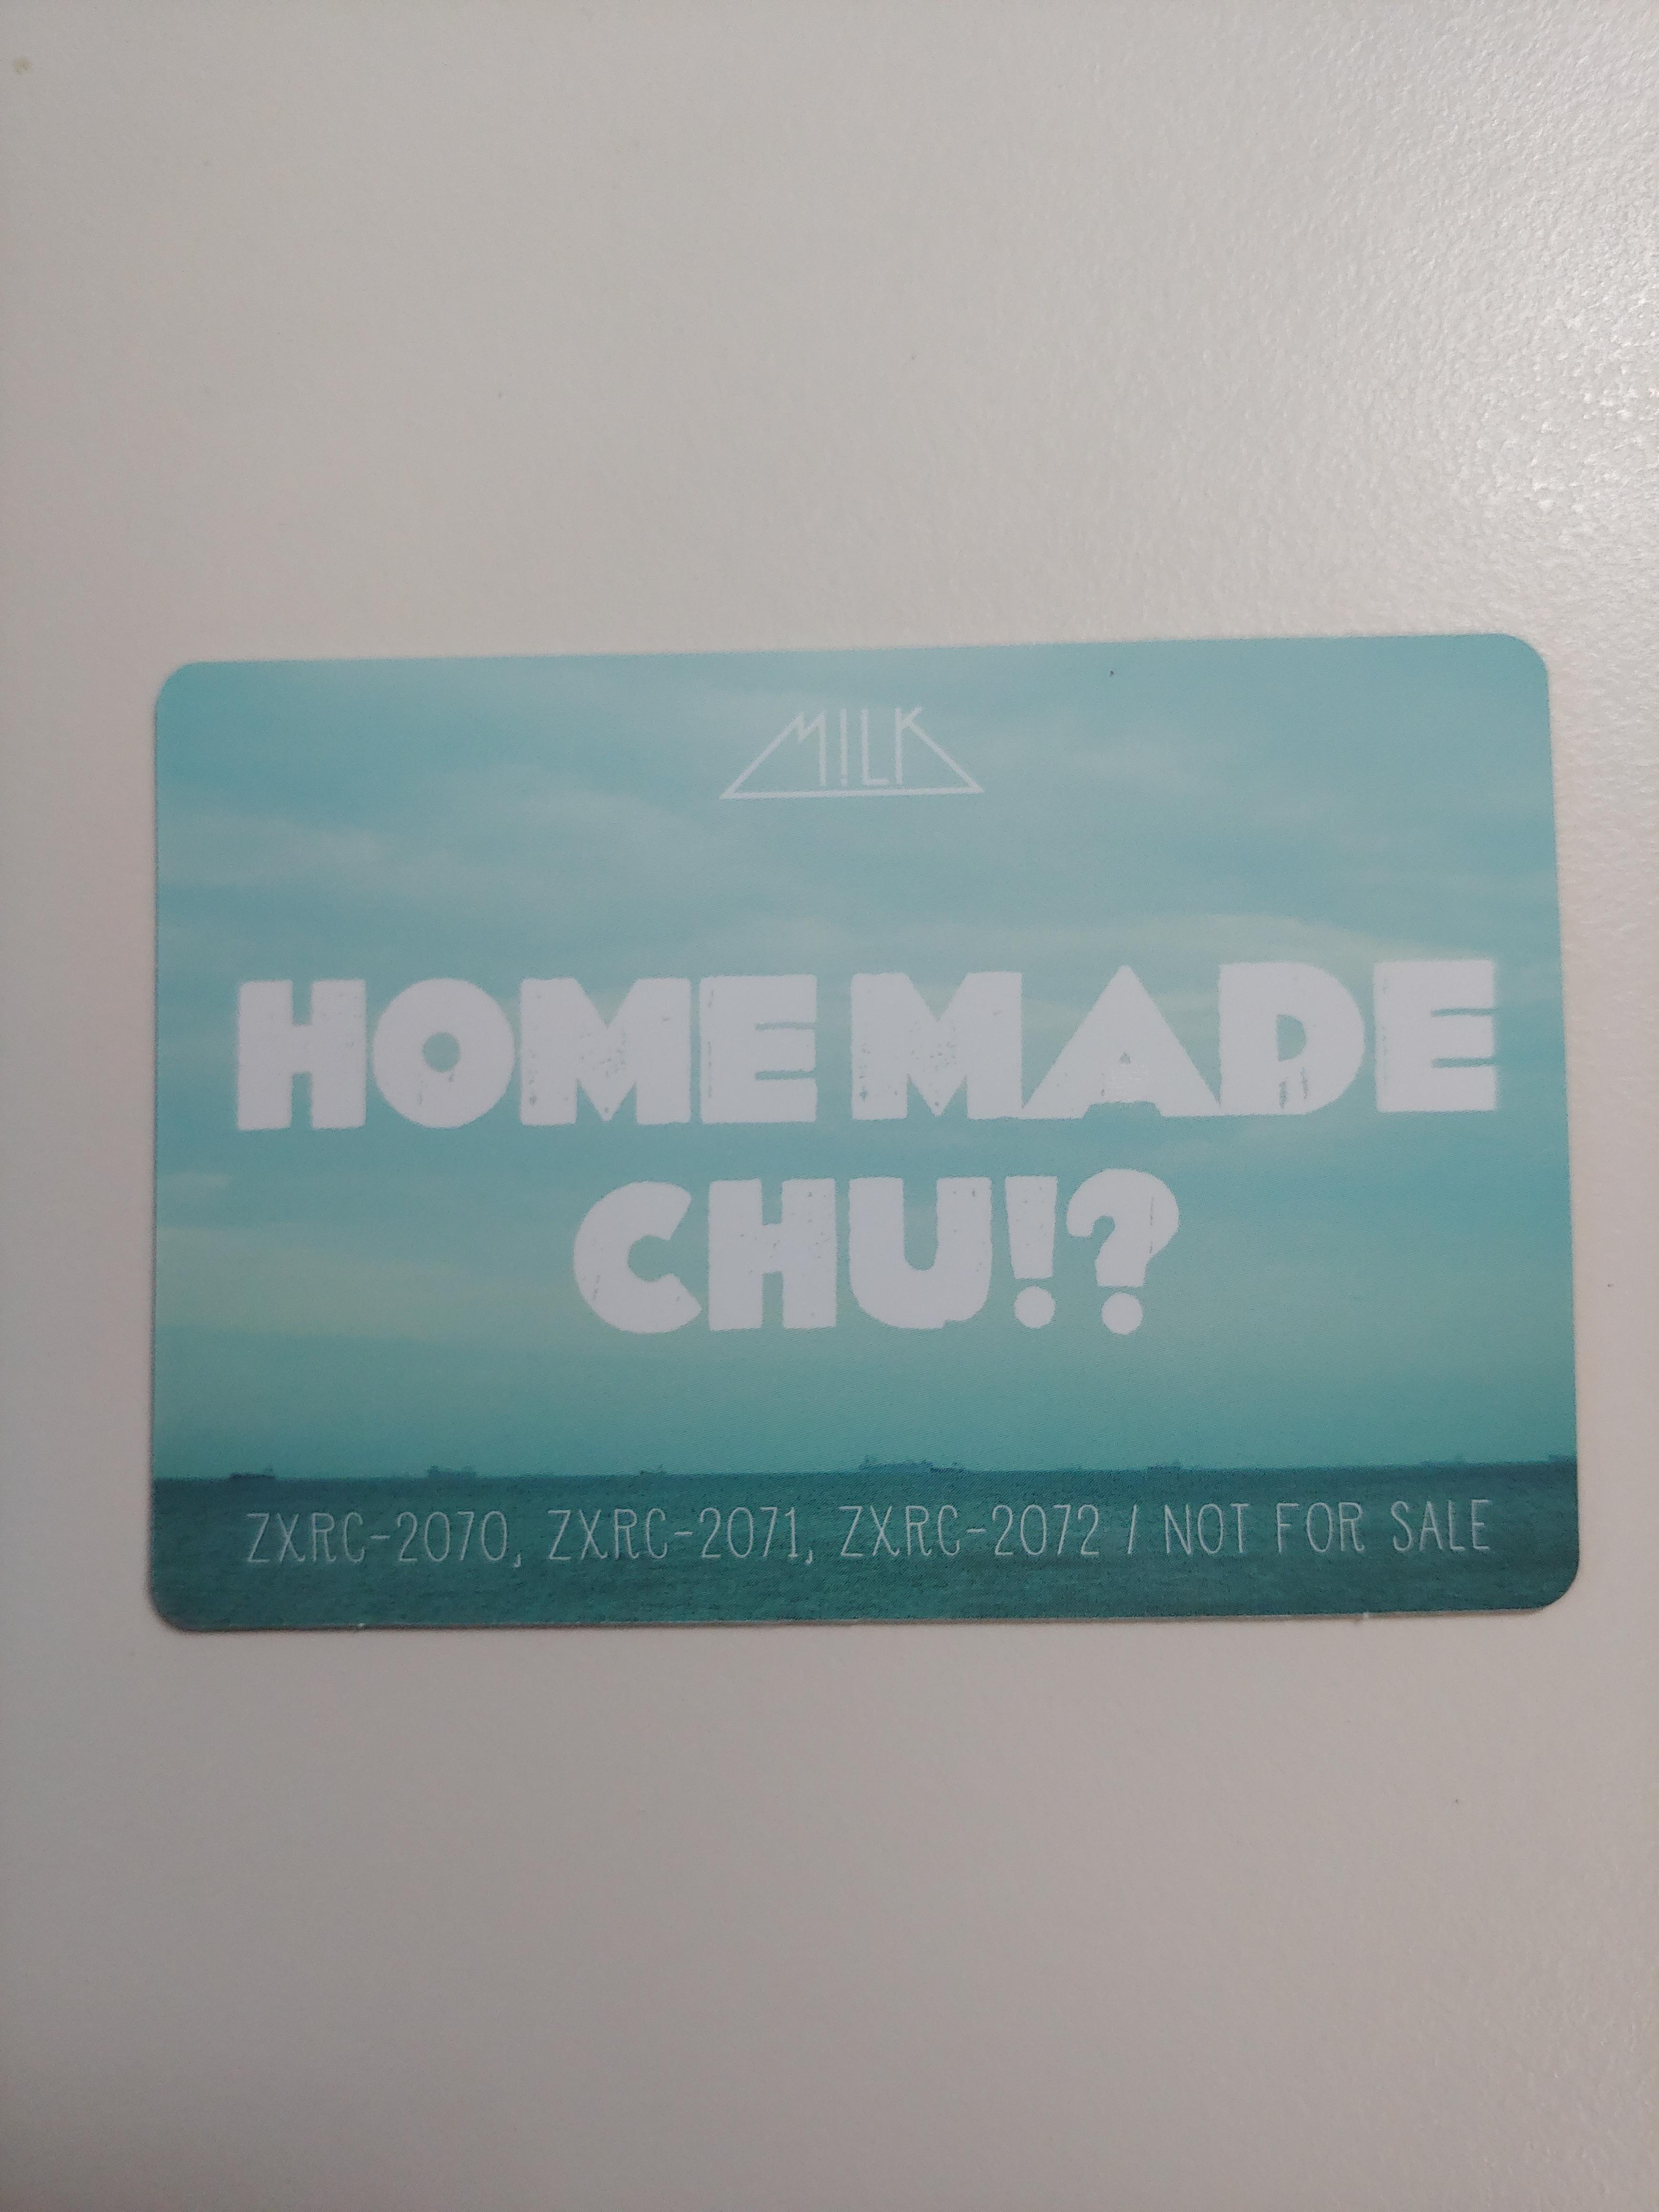 M!LK
HOME MADE
CHU!?
ZXRC-2070, ZXRC-2071, ZXRC-2072 / NOT FOR SALE